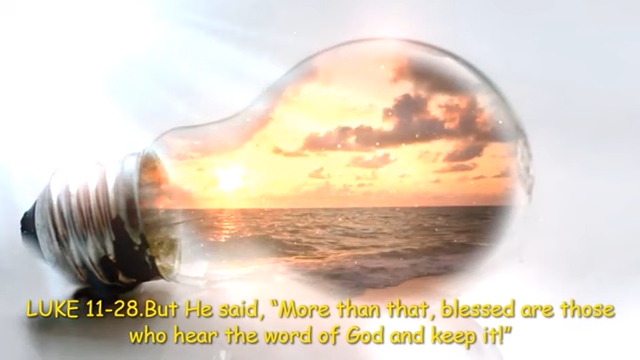 LUKE 11-28.But He said, “More than that, blessed are those
who hear the word of God and keep it!”